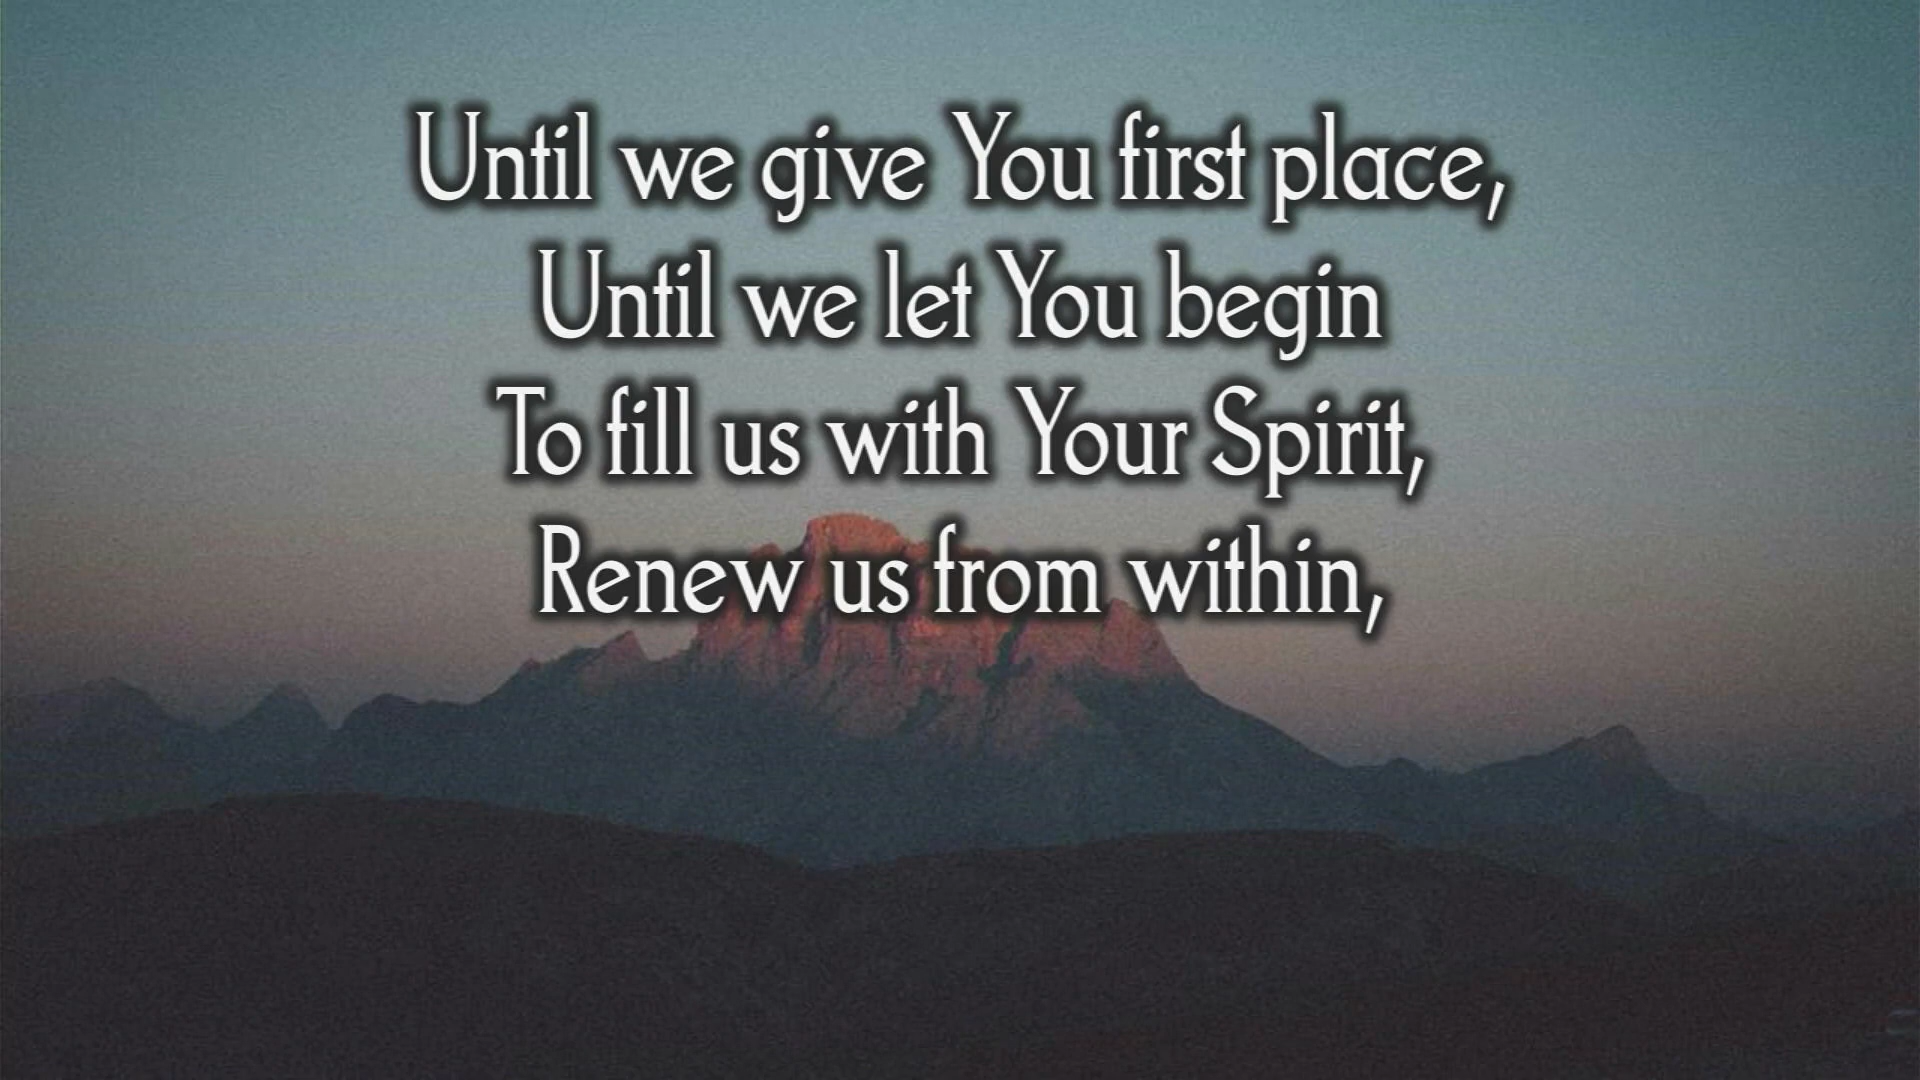 Until we give You first place,
Until we let You begin
To fill us with Your Spirit,
Renew us from within,